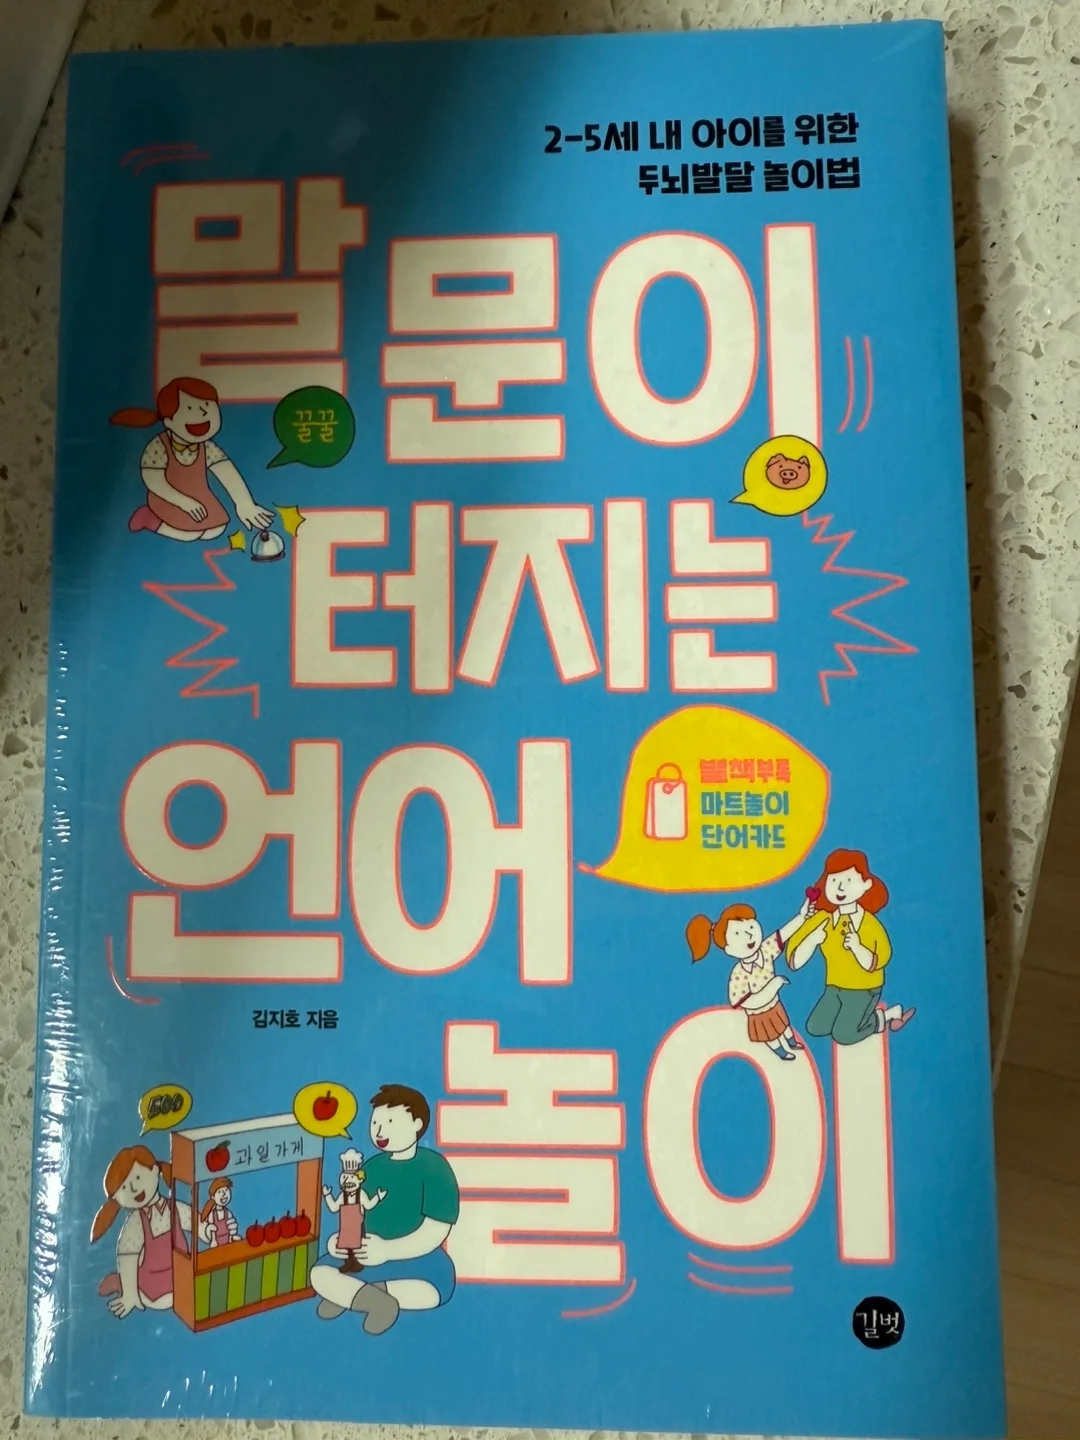 2-5세 내 아이를 위한
두뇌발달 놀이법
말문이
꿀꿀
터지는
언어
별책부록
마트놀이
단어카드
김지호 지음
놀이
500
과일가게
길벗